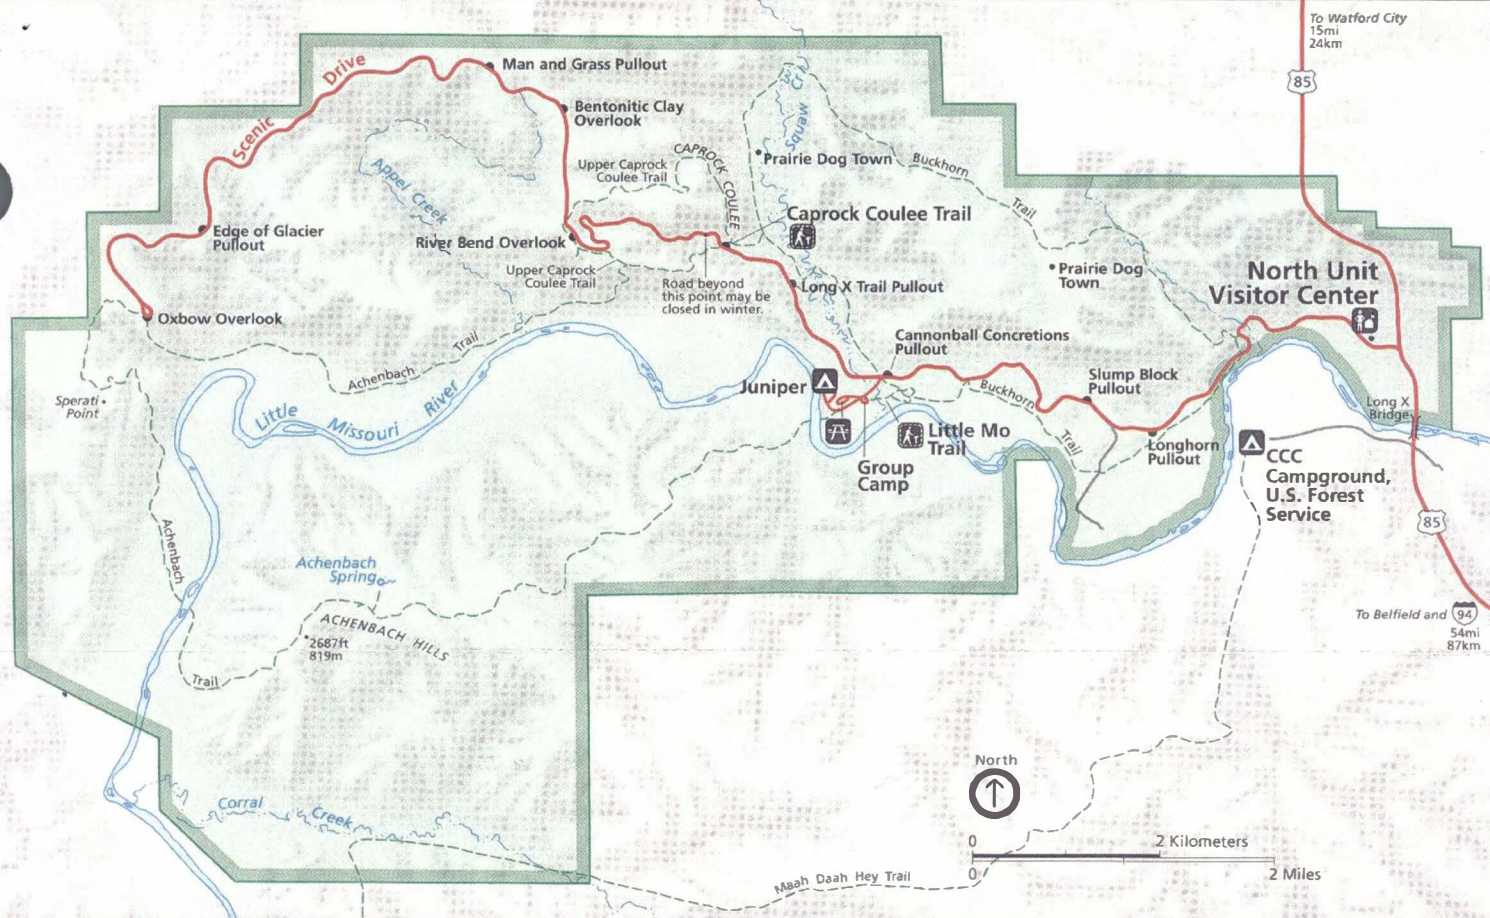 To Watford City
15mi
24km
85
Scenic Drive
Man and Grass Pullout
Bentonitic Clay
Overlook
Squaw Cr
Upper Caprock
Coulee Trail
CAPROCK COULEE
Prairie Dog Town
Buckhorn
Trail
Appel Creek
Caprock Coulee Trail
Edge of Glacier
Pullout
River Bend Overlook
Upper Caprock
Coulee Trail
Road beyond
this point may be
closed in winter.
Long X Trail Pullout
Prairie Dog
Town
North Unit
Visitor Center
Oxbow Overlook
Achenbach Trail
Cannonball Concretions
Pullout
Juniper
Slump Block
Pullout
Buckhorn
Trail
Sperati
Point
Little Missouri River
Little Mo
Trail
Group
Camp
Longhorn
Pullout
Long X
Bridge
CCC
Campground,
U.S. Forest
Service
85
Achenbach
Trail
Achenbach
Spring
ACHENBACH HILLS
2687ft
819m
To Belfield and 94
54mi
87km
Corral Creek
North
0 2 Kilometers
0 2 Miles
Maah Daah Hey Trail